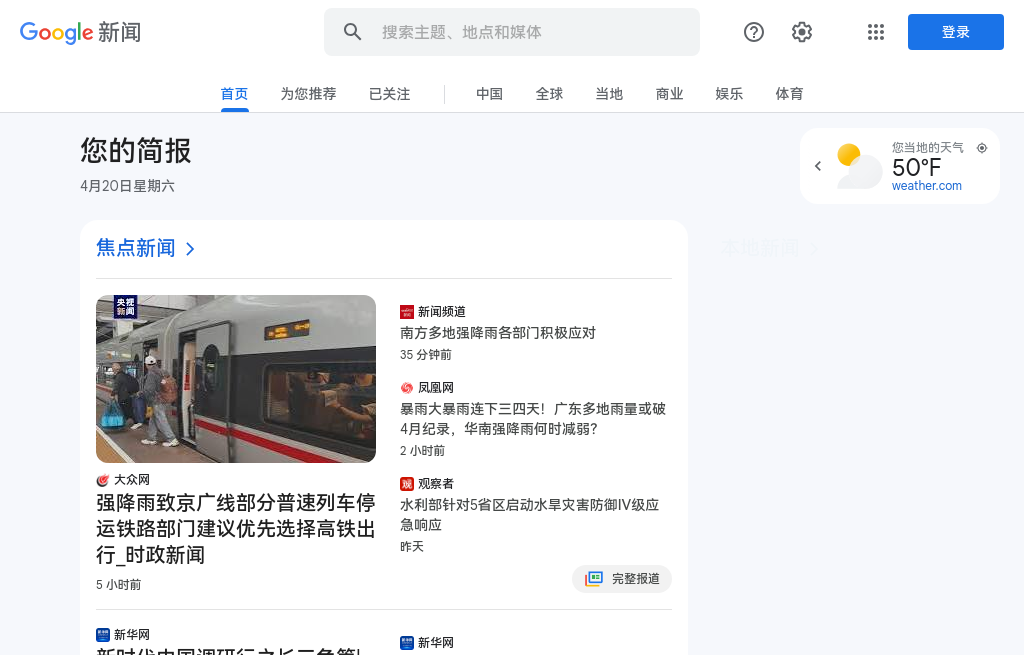 Google 新闻
搜索主题、地点和媒体
登录
首页
为您推荐
已关注
中国
全球
当地
商业
娱乐
体育
您的简报
4月20日星期六
您当地的天气
50°F
weather.com
焦点新闻
本地新闻
央视
新闻
大众网
强降雨致京广线部分普速列车停
运铁路部门建议优先选择高铁出
行_时政新闻
5 小时前
新闻频道
南方多地强降雨各部门积极应对
35 分钟前
凤凰网
暴雨大暴雨连下三四天！广东多地雨量或破
4月纪录，华南强降雨何时减弱？
2 小时前
观察者
水利部针对5省区启动水旱灾害防御IV级应
急响应
昨天
完整报道
新华网
新华网